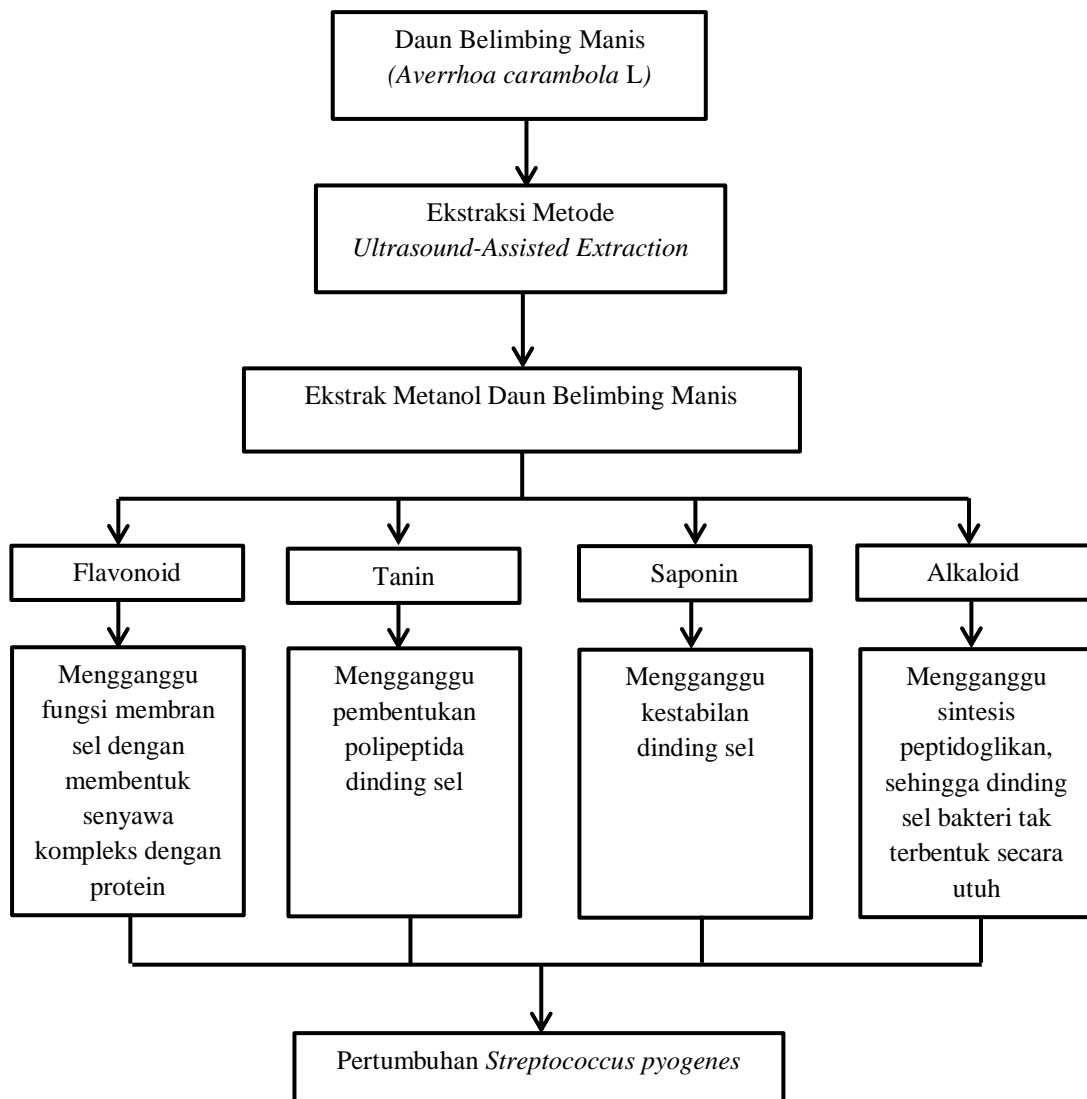 Daun Belimbing Manis
(Averrhoa carambola L)
Ekstraksi Metode
Ultrasound-Assisted Extraction
Ekstrak Metanol Daun Belimbing Manis
Flavonoid
Tanin
Saponin
Alkaloid
Mengganggu
fungsi membran
sel dengan
membentuk
senyawa
kompleks dengan
protein
Mengganggu
pembentukan
polipeptida
dinding sel
Mengganggu
kestabilan
dinding sel
Mengganggu
sintesis
peptidoglikan,
sehingga dinding
sel bakteri tak
terbentuk secara
utuh
Pertumbuhan Streptococcus pyogenes